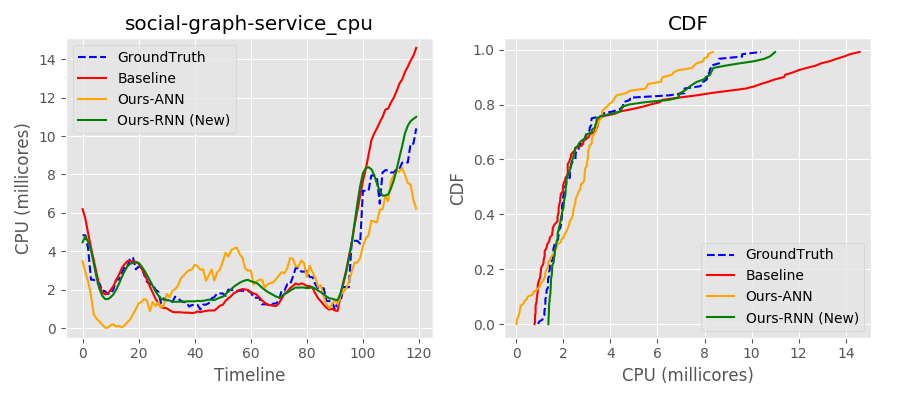 social-graph-service_cpu
CPU (millicores)
14
12
10
8
6
4
2
0
GroundTruth
Baseline
Ours-ANN
Ours-RNN (New)
0 20 40 60 80 100 120
Timeline
CDF
CDF
1.0
0.8
0.6
0.4
0.2
0.0
GroundTruth
Baseline
Ours-ANN
Ours-RNN (New)
0 2 4 6 8 10 12 14
CPU (millicores)